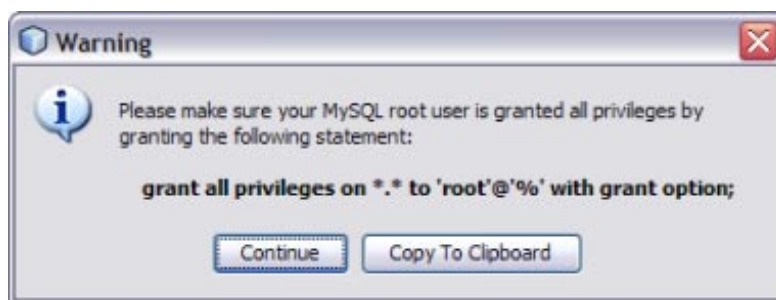 Warning
Please make sure your MySQL root user is granted all privileges by
granting the following statement:
grant all privileges on *.* to 'root'@'%' with grant option;
Continue
Copy To Clipboard